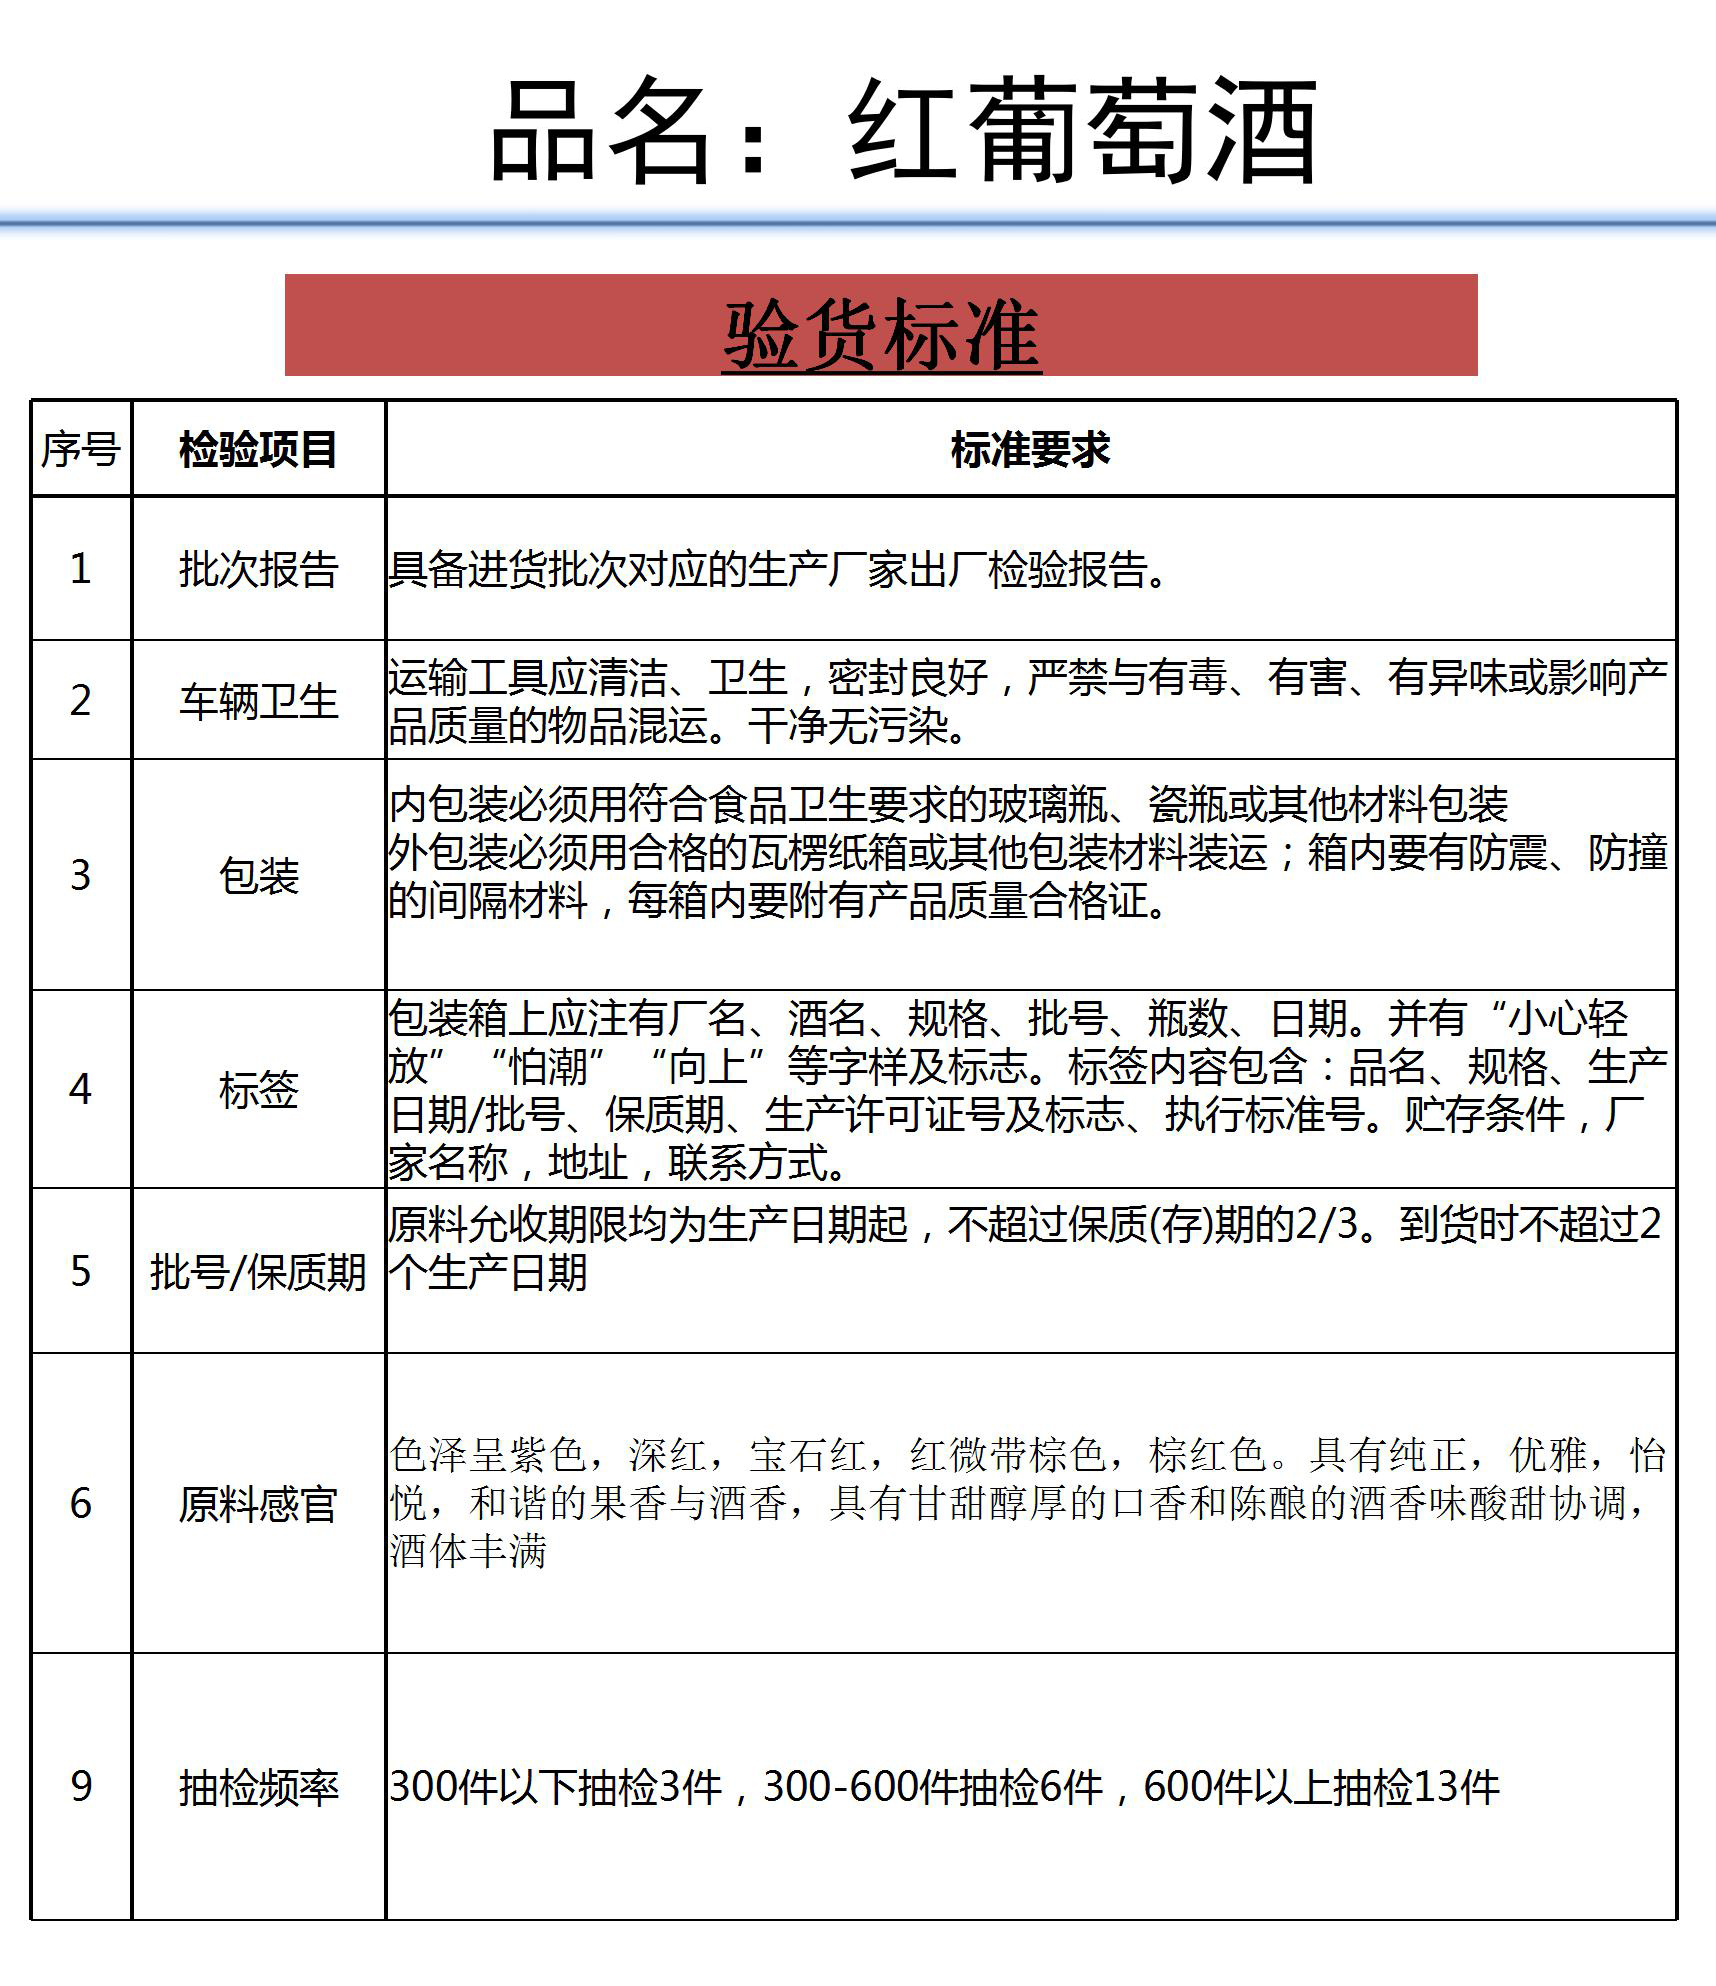 品名：红葡萄酒
验货标准
序号 检验项目 标准要求
1 批次报告 具备进货批次对应的生产厂家出厂检验报告。
2 车辆卫生 运输工具应清洁、卫生，密封良好，严禁与有毒、有害、有异味或影响产
品质量的物品混运。干净无污染。
3 包装 内包装必须用符合食品卫生要求的玻璃瓶、瓷瓶或其他材料包装
外包装必须用合格的瓦楞纸箱或其他包装材料装运；箱内要有防震、防撞
的间隔材料，每箱内要附有产品质量合格证。
4 标签 包装箱上应注有厂名、酒名、规格、批号、瓶数、日期。并有“小心轻
放”“怕潮”“向上”等字样及标志。标签内容包含：品名、规格、生产
日期/批号、保质期、生产许可证号及标志、执行标准号。贮存条件，厂
家名称，地址，联系方式。
5 批号/保质期 原料允收期限均为生产日期起，不超过保质(存)期的2/3。到货时不超过2
个生产日期
6 原料感官 色泽呈紫色，深红，宝石红，红微带棕色，棕红色。具有纯正，优雅，怡
悦，和谐的果香与酒香，具有甘甜醇厚的口香和陈酿的酒香味酸甜协调，
酒体丰满
9 抽检频率 300件以下抽检3件，300-600件抽检6件，600件以上抽检13件